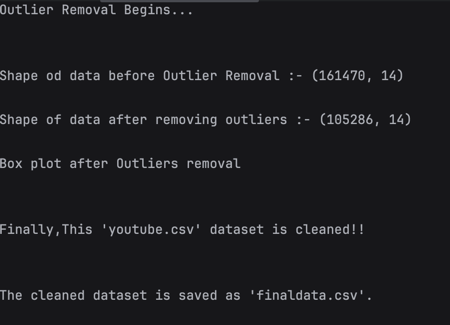 Outlier Removal Begins...
Shape od data before Outlier Removal :- (161470, 14)
Shape of data after removing outliers :- (105286, 14)
Box plot after Outliers removal
Finally,This 'youtube.csv' dataset is cleaned!!
The cleaned dataset is saved as 'finaldata.csv'.